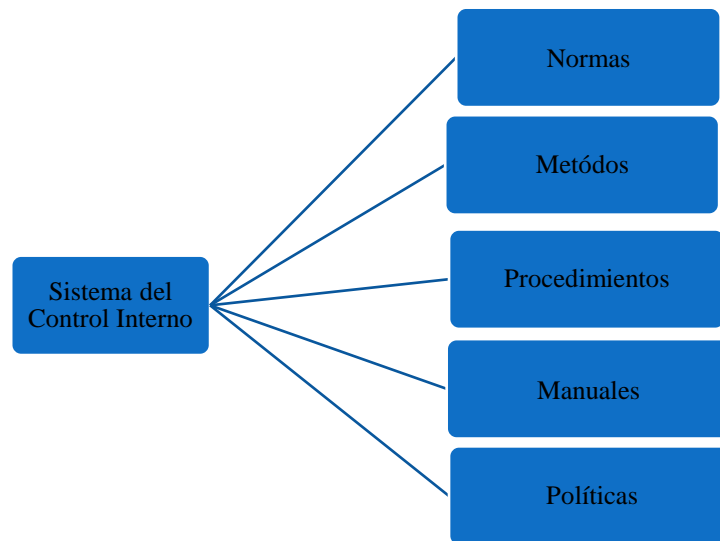 Sistema del
Control Interno
Normas
Metódos
Procedimientos
Manuales
Políticas